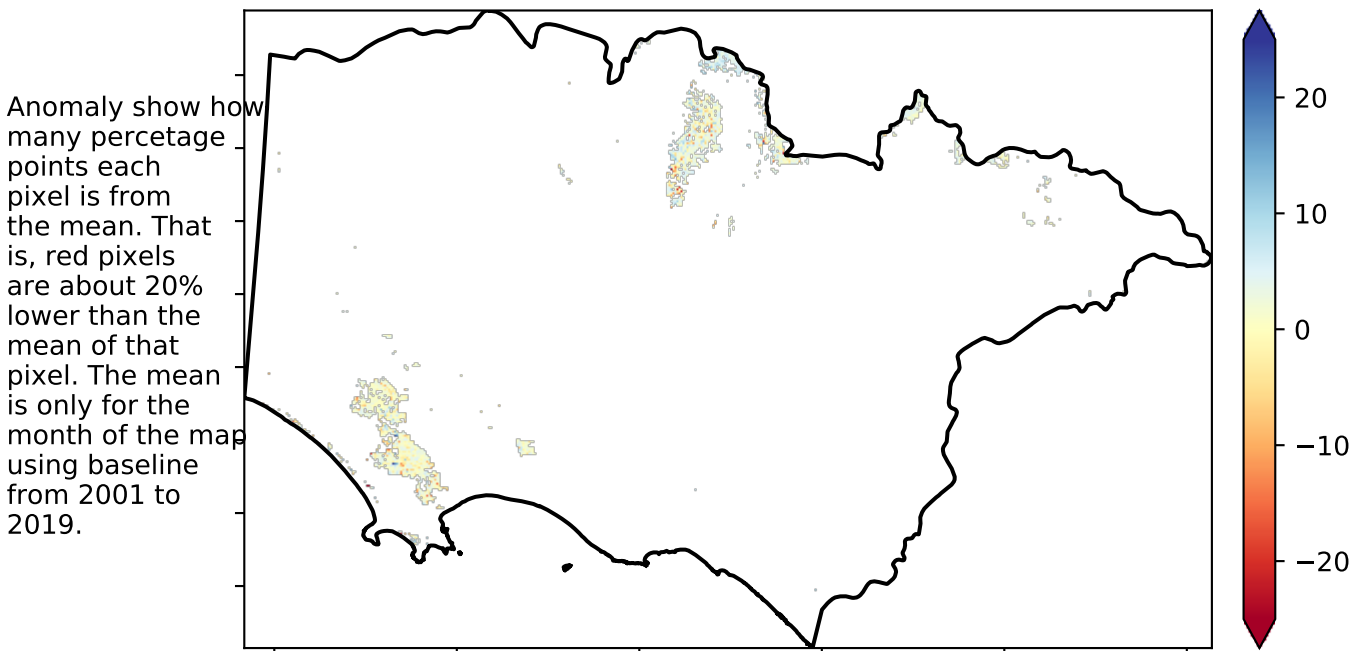 Anomaly show how
many percetage
points each
pixel is from
the mean. That
is, red pixels
are about 20%
lower than the
mean of that
pixel. The mean
is only for the
month of the map
using baseline
from 2001 to
2019.
20
10
0
−10
−20